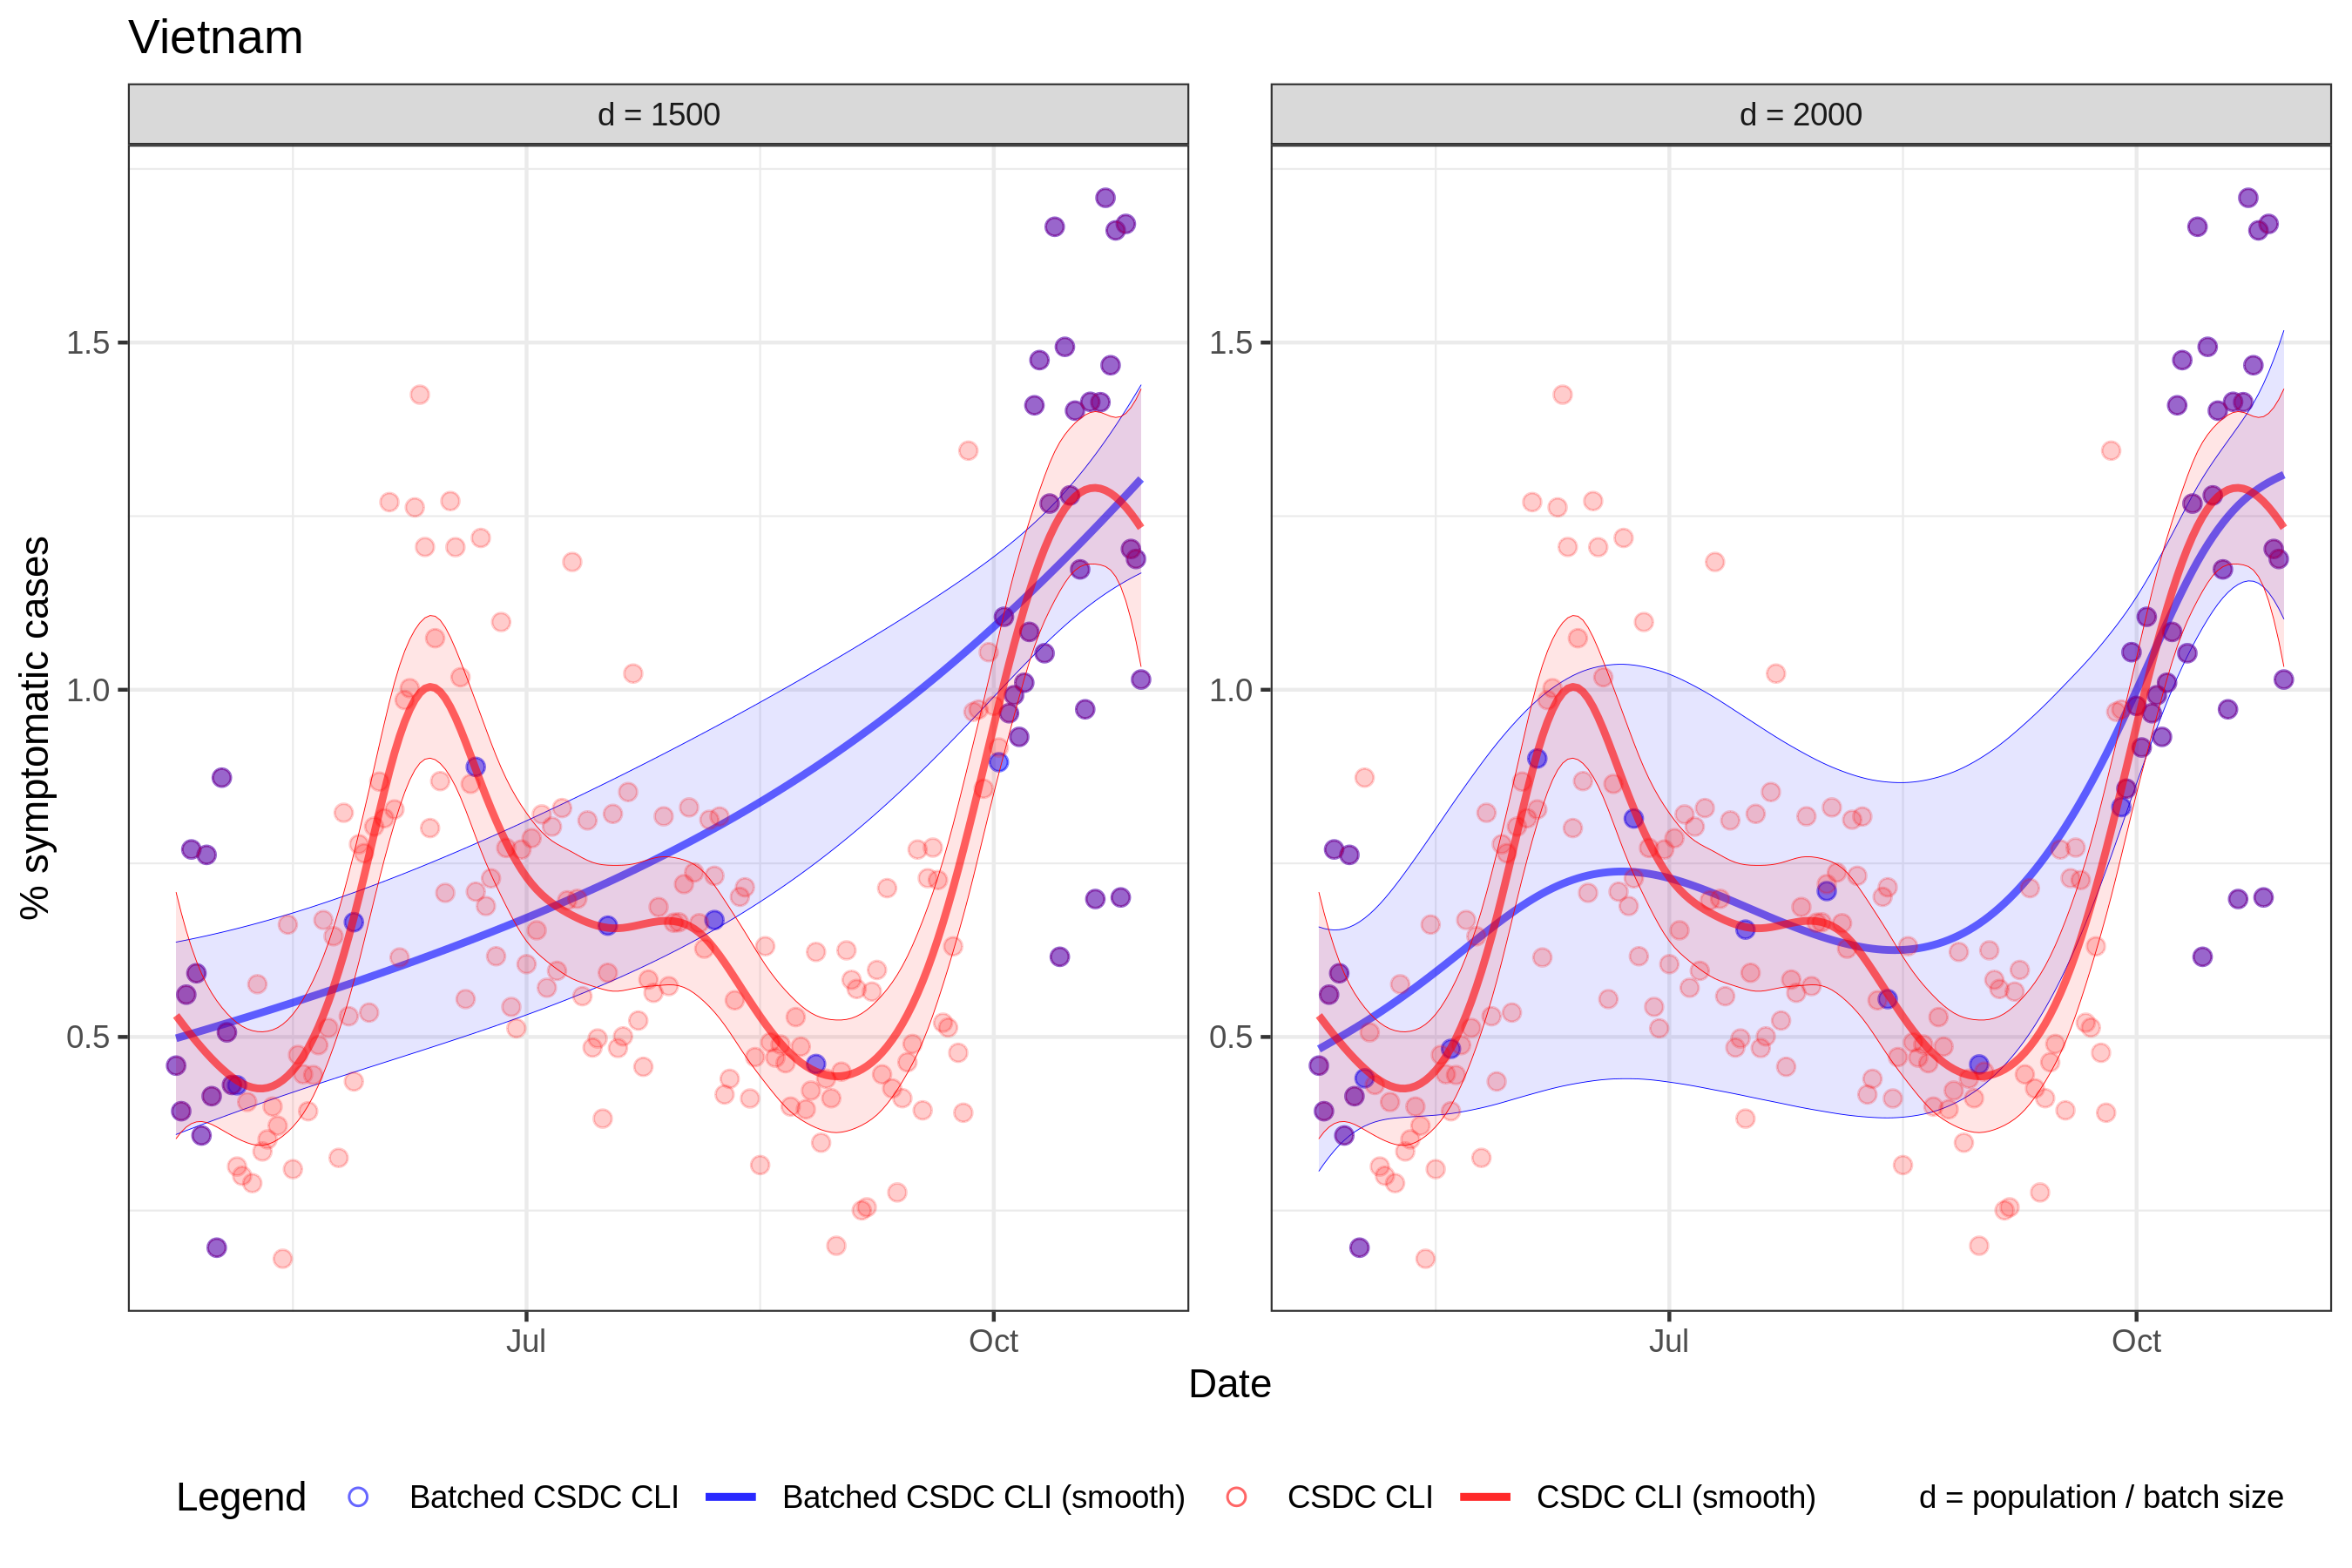 Vietnam
d = 1500
d = 2000
% symptomatic cases
1.5
1.0
0.5
1.5
1.0
0.5
Jul
Oct
Jul
Oct
Date
Legend
Batched CSDC CLI
Batched CSDC CLI (smooth)
CSDC CLI
CSDC CLI (smooth)
d = population / batch size